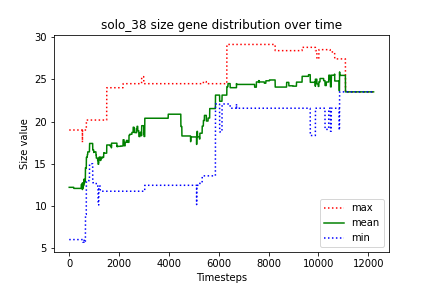 solo_38 size gene distribution over time
Size value
30
25
20
15
10
5
0
2000
4000
6000
8000
10000
12000
Timesteps
max
mean
min